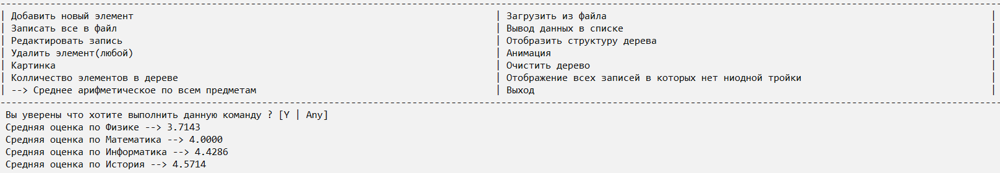 | Добавить новый элемент | Загрузить из файла |
| Записать все в файл | Вывод данных в списке |
| Редактировать запись | Отобразить структуру дерева |
| Удалить элемент(любой) | Анимация |
| Картинка | Очистить дерево |
| Колличество элементов в дереве | Отображение всех записей в которых нет ниодной тройки |
| --> Среднее арифметическое по всем предметам | Выход |
Вы уверены что хотите выполнить данную команду ? [Y | Any]
Средняя оценка по Физике --> 3.7143
Средняя оценка по Математика --> 4.0000
Средняя оценка по Информатика --> 4.4286
Средняя оценка по История --> 4.5714